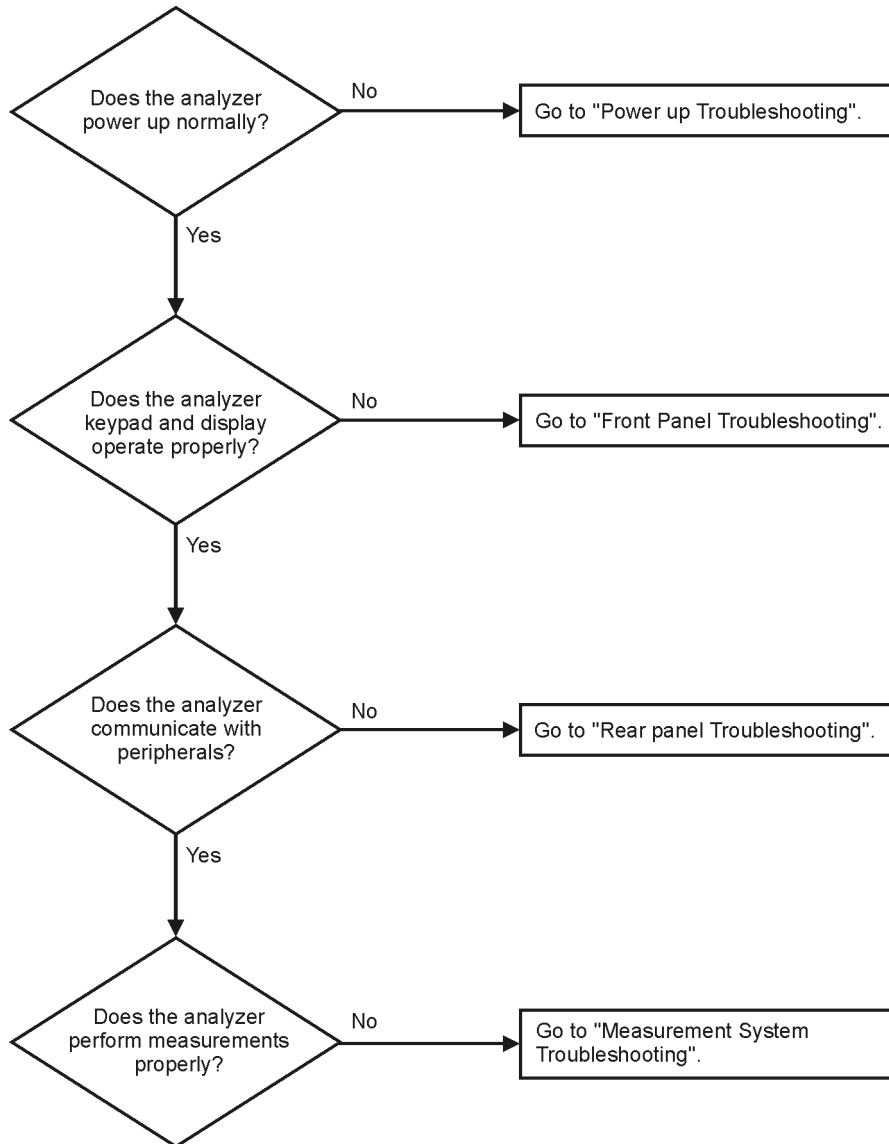 Does the analyzer
power up normally?
No
Go to "Power up Troubleshooting".
Yes
Does the analyzer
keypad and display
operate properly?
No
Go to "Front Panel Troubleshooting".
Yes
Does the analyzer
communicate with
peripherals?
No
Go to "Rear panel Troubleshooting".
Yes
Does the analyzer
perform measurements
properly?
No
Go to "Measurement System
Troubleshooting".